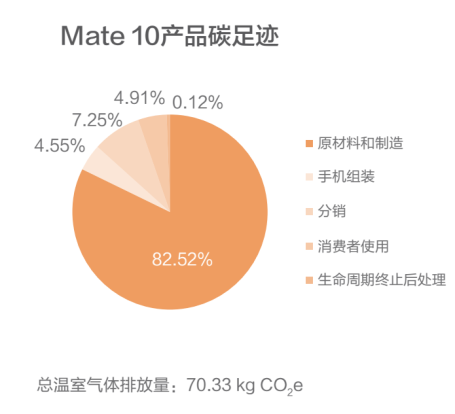 Mate 10产品碳足迹
4.91%
0.12%
7.25%
4.55%
82.52%
原材料和制造
手机组装
分销
消费者使用
生命周期终止后处理
总温室气体排放量：70.33 kg CO₂e